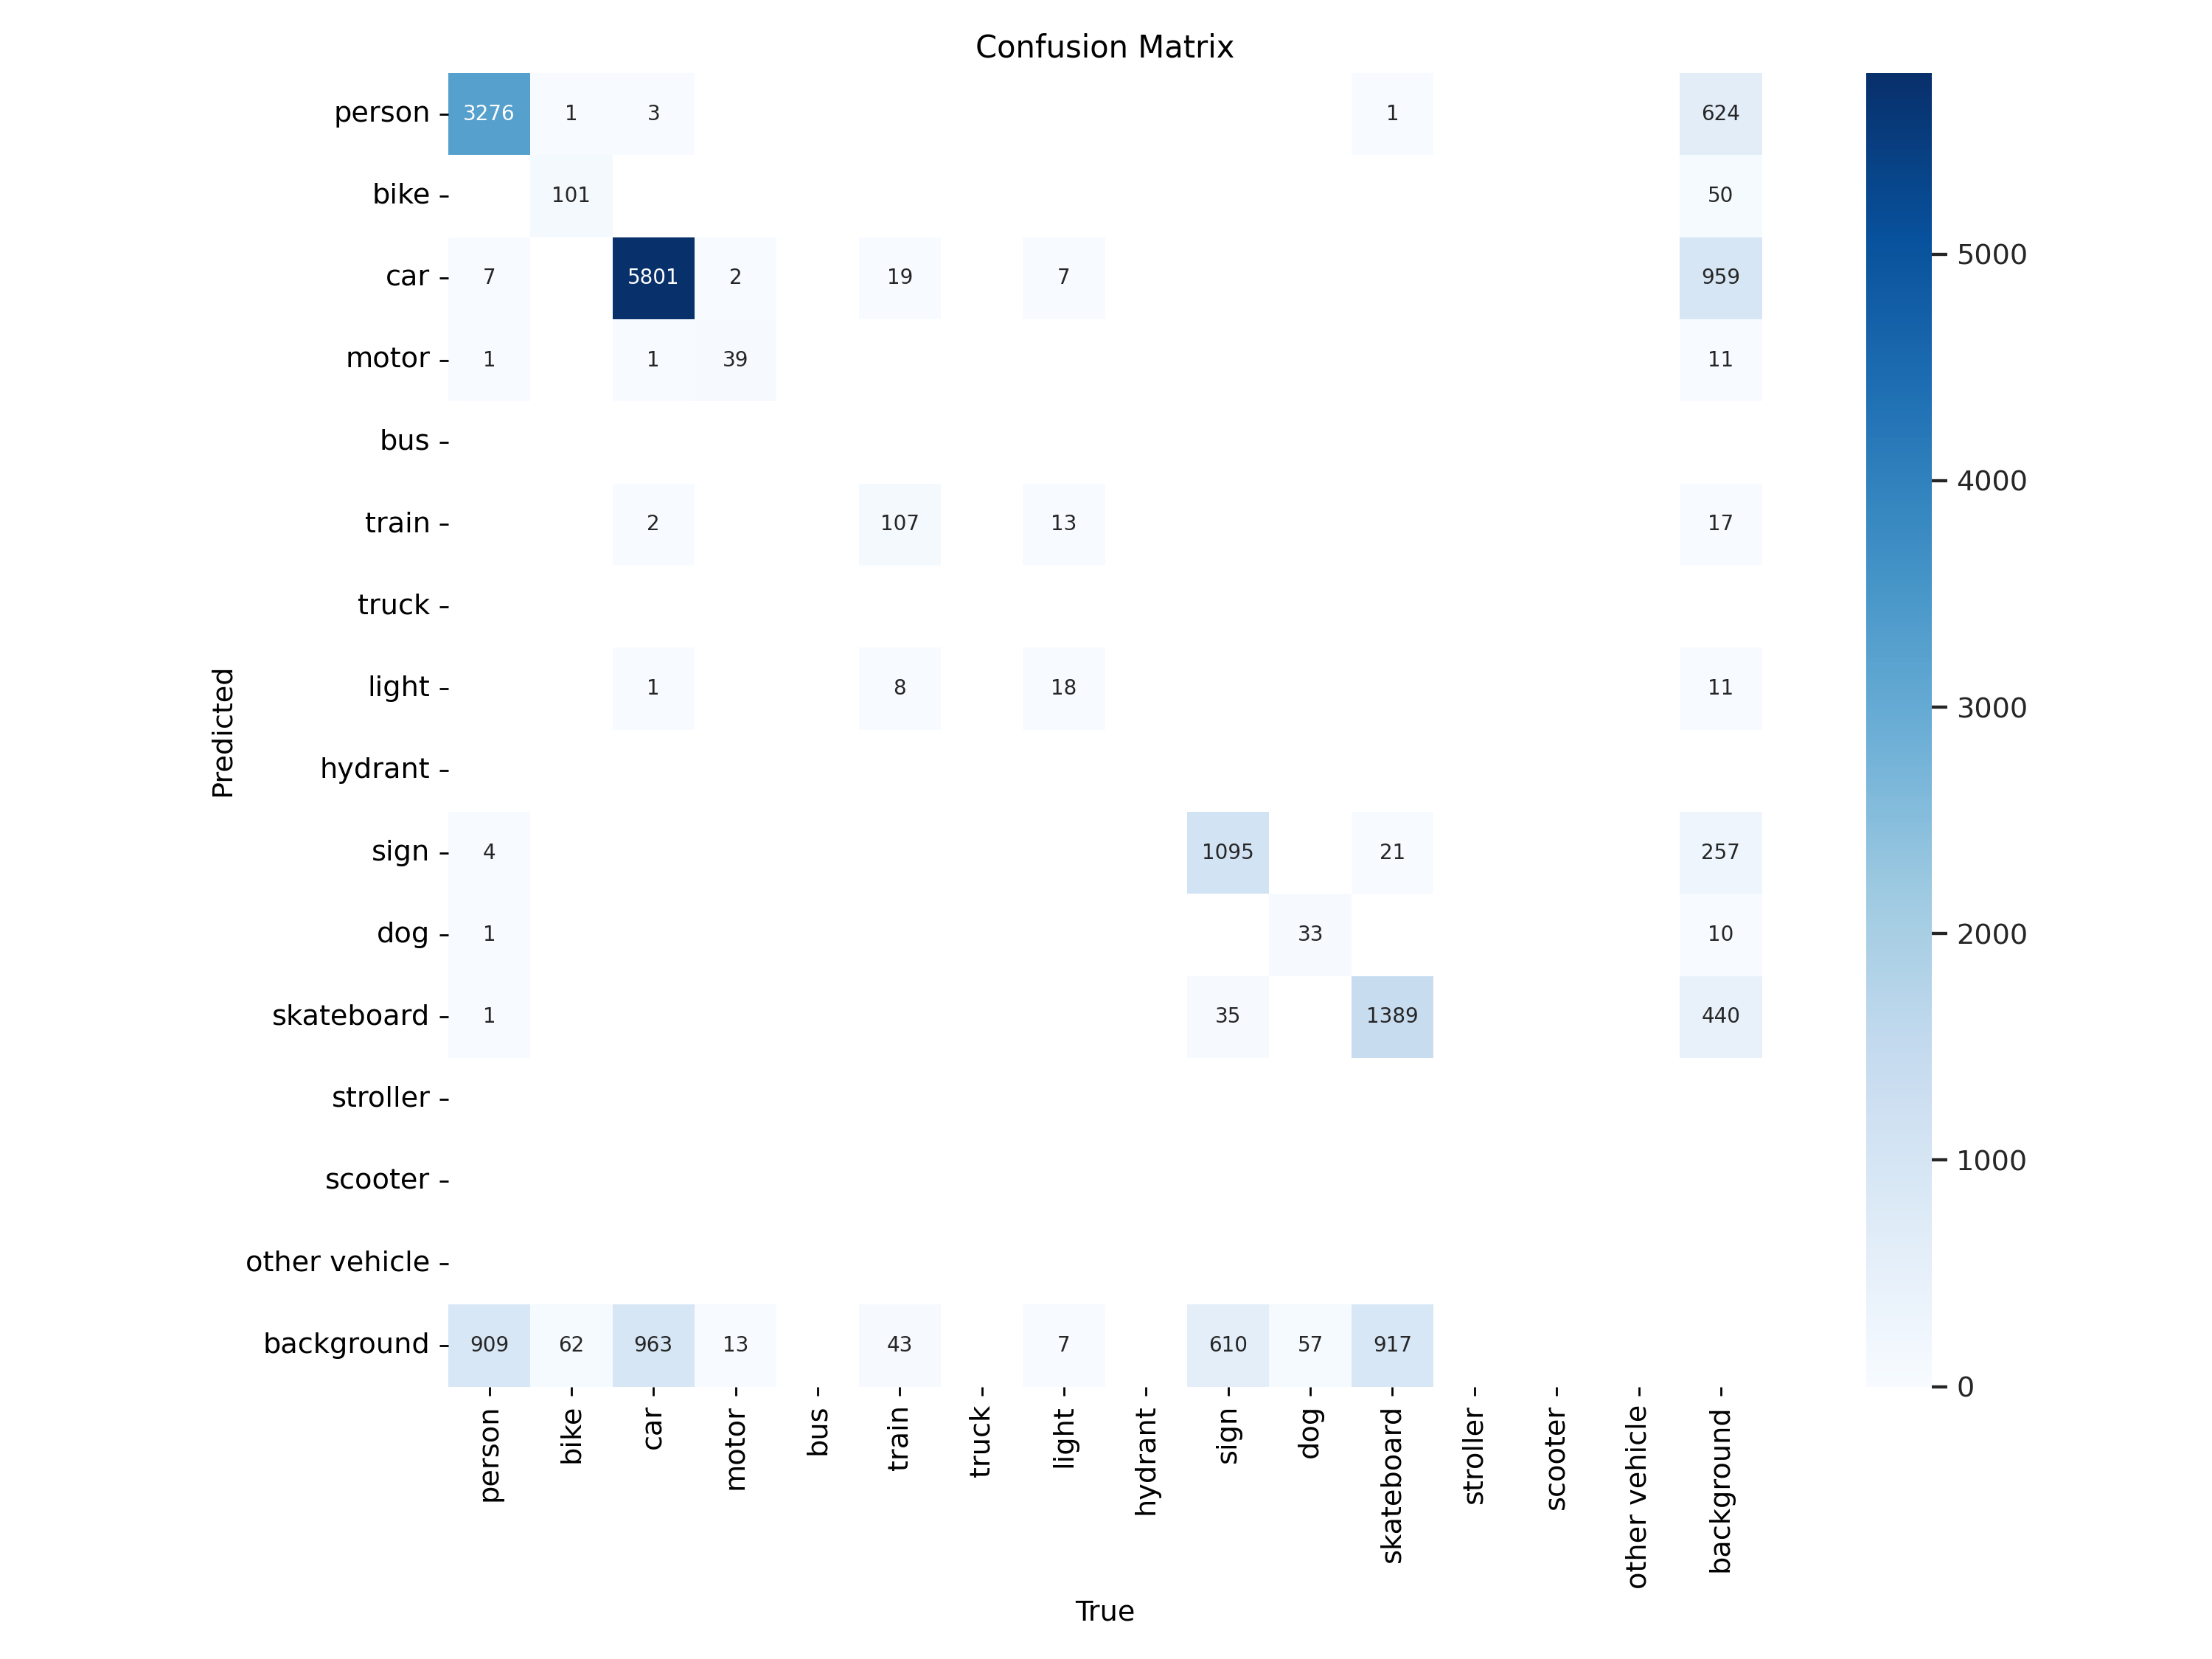 Confusion Matrix
person 3276 1 3 1 624
bike 101 50
car 7 5801 2 19 7 959
motor 1 1 39 11
bus
train 2 107 13 17
truck
light 1 8 18 11
hydrant
sign 4 1095 21 257
dog 1 33 10
skateboard 1 35 1389 440
stroller
scooter
other vehicle
background 909 62 963 13 43 7 610 57 917
Predicted
person
bike
car
motor
bus
train
truck
light
hydrant
sign
dog
skateboard
stroller
scooter
other vehicle
background
True
5000
4000
3000
2000
1000
0